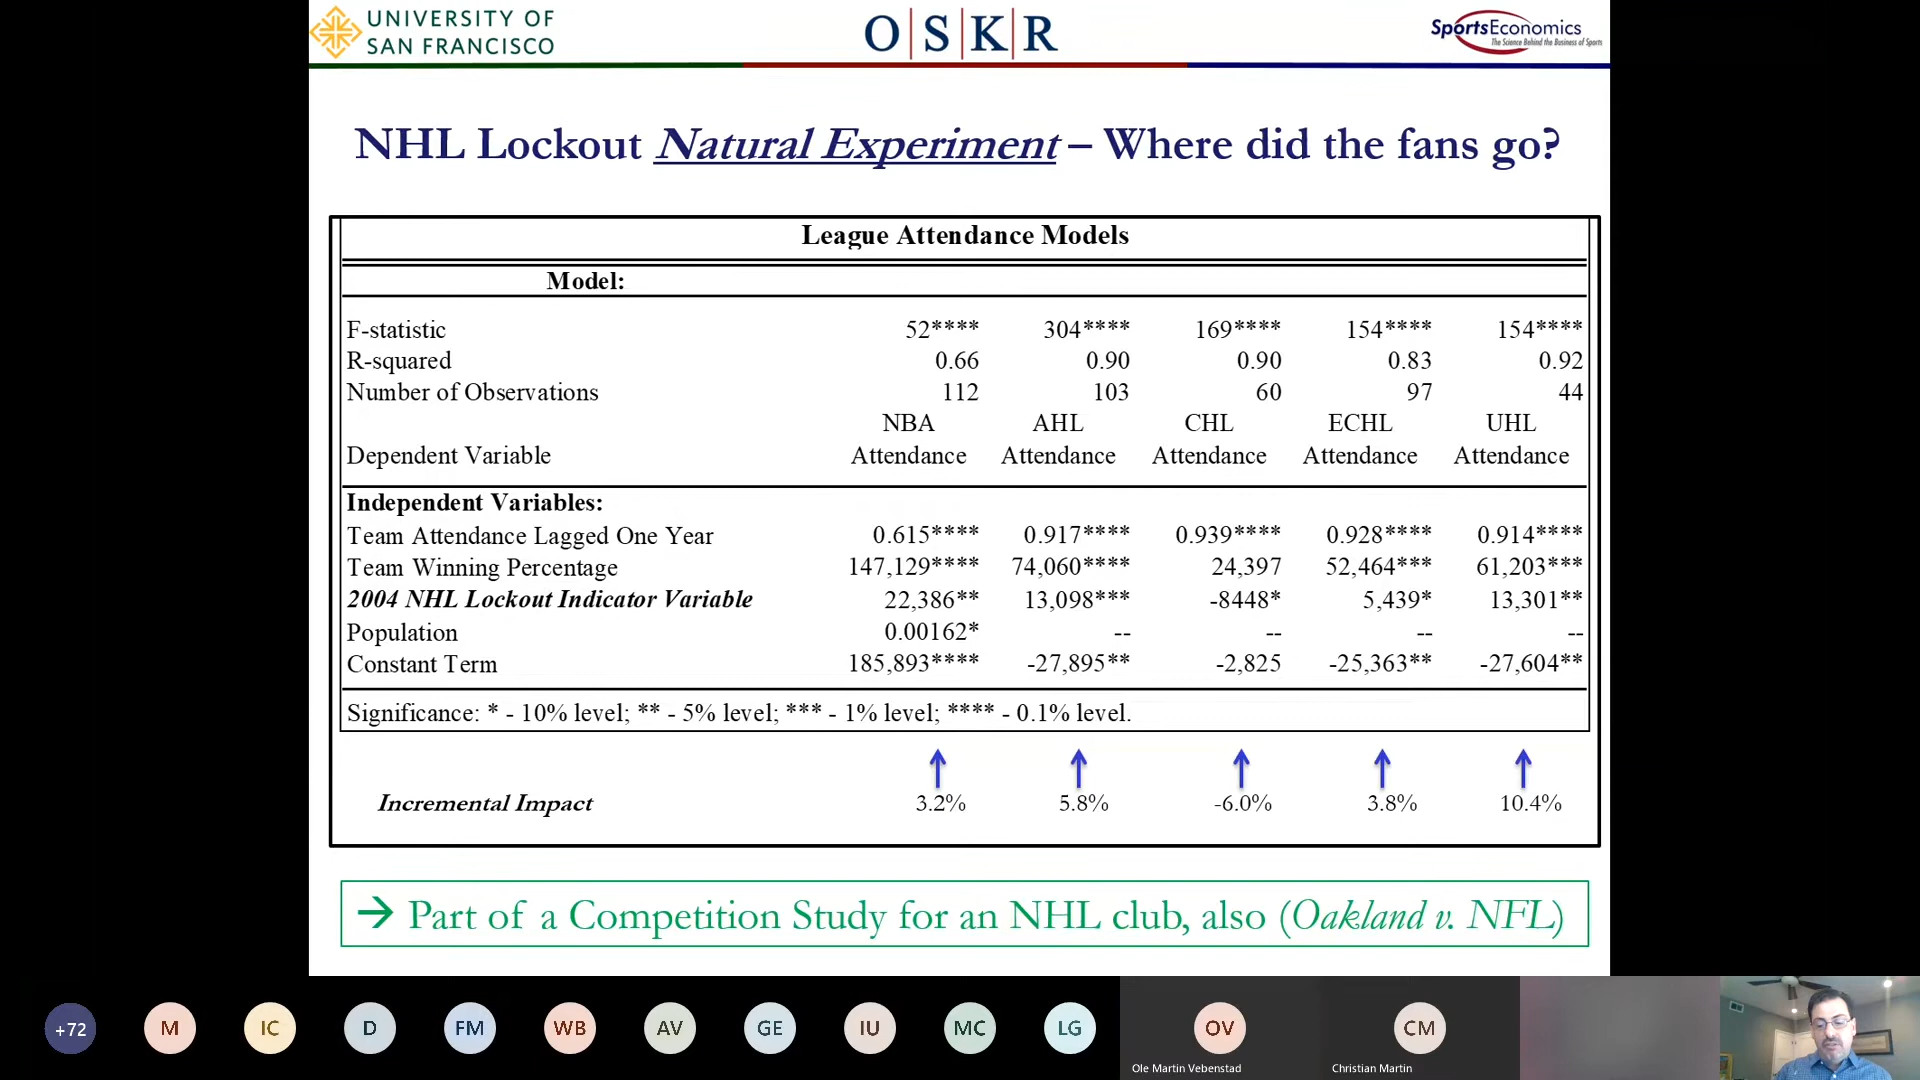 UNIVERSITY OF
SAN FRANCISCO
O|S|K|R
SportsEconomics
The Science Behind the Business of Sports
NHL Lockout Natural Experiment – Where did the fans go?
League Attendance Models
Model:
F-statistic 52**** 304**** 169**** 154**** 154****
R-squared 0.66 0.90 0.90 0.83 0.92
Number of Observations 112 103 60 97 44
NBA AHL CHL ECHL UHL
Dependent Variable Attendance Attendance Attendance Attendance Attendance
Independent Variables:
Team Attendance Lagged One Year 0.615**** 0.917**** 0.939**** 0.928**** 0.914****
Team Winning Percentage 147,129**** 74,060**** 24,397 52,464*** 61,203***
2004 NHL Lockout Indicator Variable 22,386** 13,098*** -8448* 5,439* 13,301**
Population 0.00162* -- -- -- --
Constant Term 185,893**** -27,895** -2,825 -25,363** -27,604**
Significance: * - 10% level; ** - 5% level; *** - 1% level; **** - 0.1% level.
Incremental Impact 3.2% 5.8% -6.0% 3.8% 10.4%
→ Part of a Competition Study for an NHL club, also (Oakland v. NFL)
+72 M IC D FM WB AV GE IU MC LG OV CM
Ole Martin Vebenstad Christian Martin